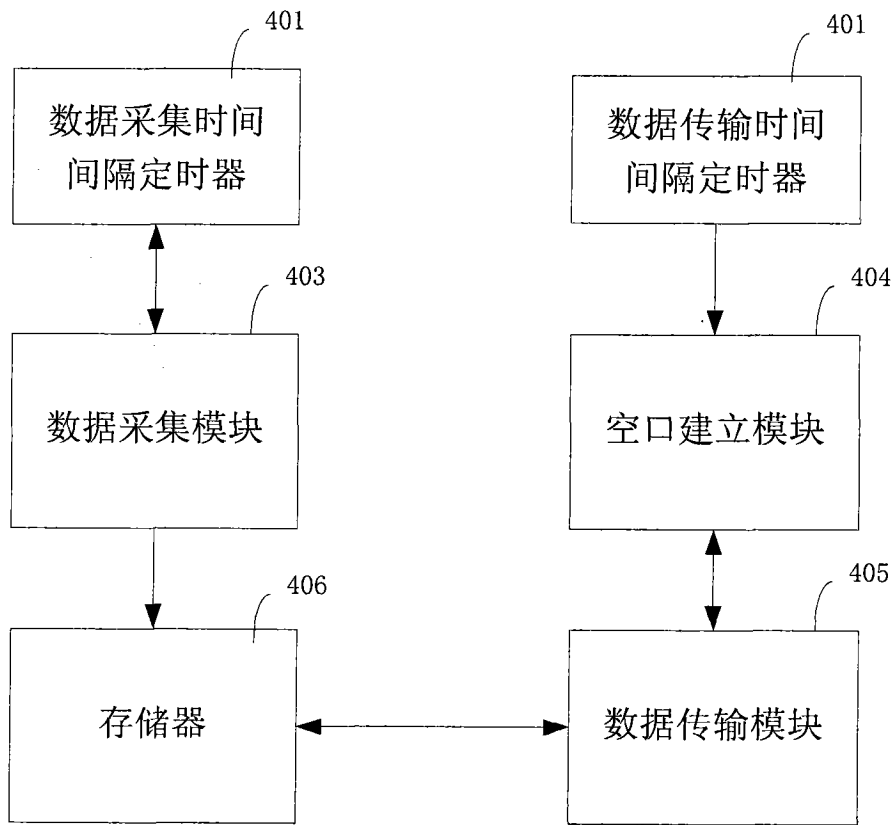 401
数据采集时间
间隔定时器
401
数据传输时间
间隔定时器
403
数据采集模块
404
空口建立模块
406
存储器
405
数据传输模块